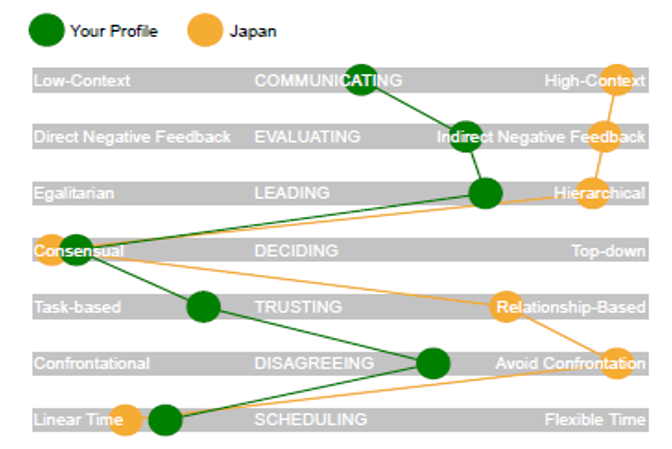 Your Profile Japan
Low-Context COMMUNICATING High-Context
Direct Negative Feedback EVALUATING Indirect Negative Feedback
Egalitarian LEADING Hierarchical
Consensual DECIDING Top-down
Task-based TRUSTING Relationship-Based
Confrontational DISAGREEING Avoid Confrontation
Linear Time SCHEDULING Flexible Time